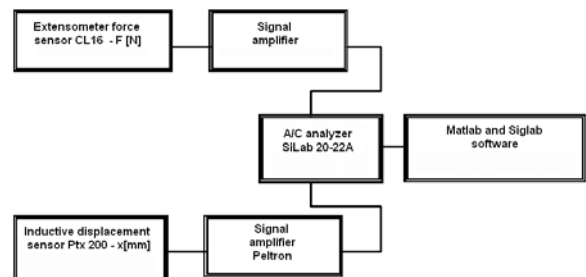 Extensometer force
sensor CL16 - F [N]
Signal
amplifier
A/C analyzer
SiLab 20-22A
Matlab and Siglab
software
Inductive displacement
sensor Ptx 200 - x[mm]
Signal
amplifier
Peltron